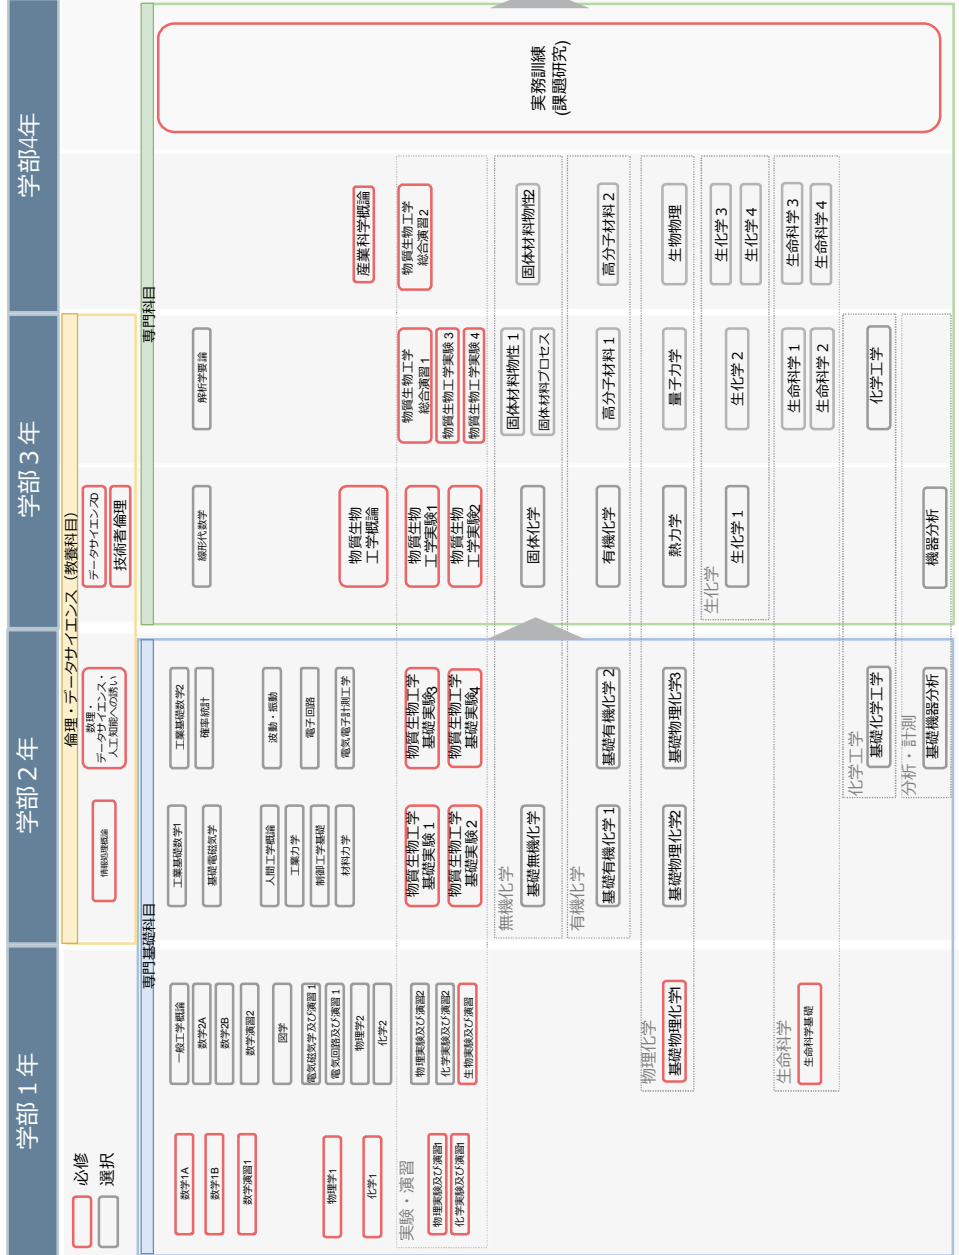 学部1年
学部2年
学部3年
学部4年
必修
選択
倫理・データサイエンス（教養科目）
情報処理概論
数理・
データサイエンス・
人工知能への誘い
データサイエンスD
技術者倫理
専門基礎科目
専門科目
数学1A
数学1B
数学演習1
物理学1
化学1
一般工学概論
数学2A
数学2B
数学演習2
図学
電気磁気学及び演習1
電気回路及び演習1
物理学2
化学2
工業基礎数学1
基礎電磁気学
人間工学概論
工業力学
制御工学基礎
材料力学
工業基礎数学2
確率統計
波動・振動
電子回路
電気電子計測工学
線形代数学
解析学要論
物質生物
工学概論
産業科学概論
実験・演習
物理実験及び演習1
化学実験及び演習1
物理実験及び演習2
化学実験及び演習2
生物実験及び演習
物質生物工学
基礎実験1
物質生物工学
基礎実験2
物質生物工学
基礎実験3
物質生物工学
基礎実験4
物質生物
工学実験1
物質生物
工学実験2
物質生物工学
総合演習1
物質生物工学実験3
物質生物工学実験4
物質生物工学
総合演習2
無機化学
基礎無機化学
固体化学
固体材料物性1
固体材料プロセス
固体材料物性2
有機化学
基礎有機化学1
基礎有機化学2
有機化学
高分子材料1
高分子材料2
物理化学
基礎物理化学1
基礎物理化学2
基礎物理化学3
熱力学
量子力学
生物物理
生化学
生化学1
生化学2
生化学3
生化学4
生命科学
生命科学基礎
生命科学1
生命科学2
生命科学3
生命科学4
化学工学
基礎化学工学
化学工学
分析・計測
基礎機器分析
機器分析
実務訓練
(課題研究)